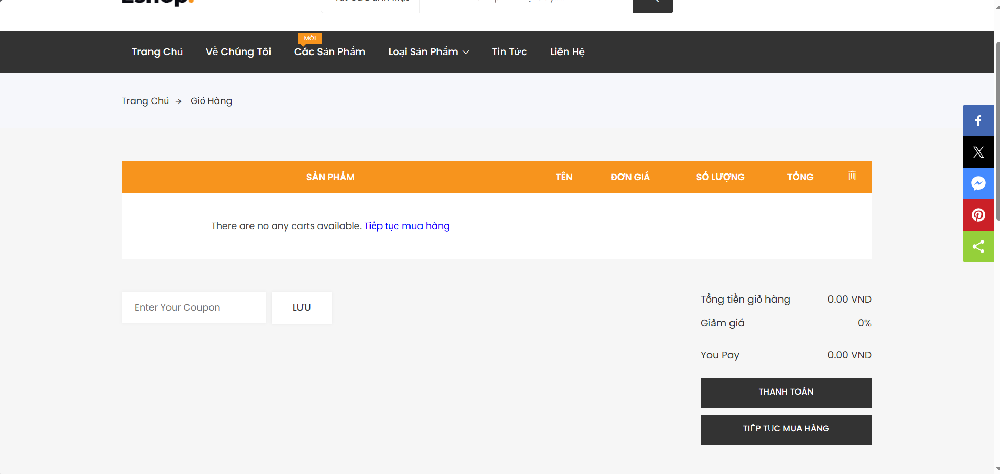 Eshop.
MỚI
Trang Chủ Về Chúng Tôi Các Sản Phẩm Loại Sản Phẩm Tin Tức Liên Hệ
Trang Chủ → Giỏ Hàng
SẢN PHẨM TÊN ĐƠN GIÁ SỐ LƯỢNG TỔNG
There are no any carts available. Tiếp tục mua hàng
Enter Your Coupon LƯU
Tổng tiền giỏ hàng 0.00 VND
Giảm giá 0%
You Pay 0.00 VND
THANH TOÁN
TIẾP TỤC MUA HÀNG